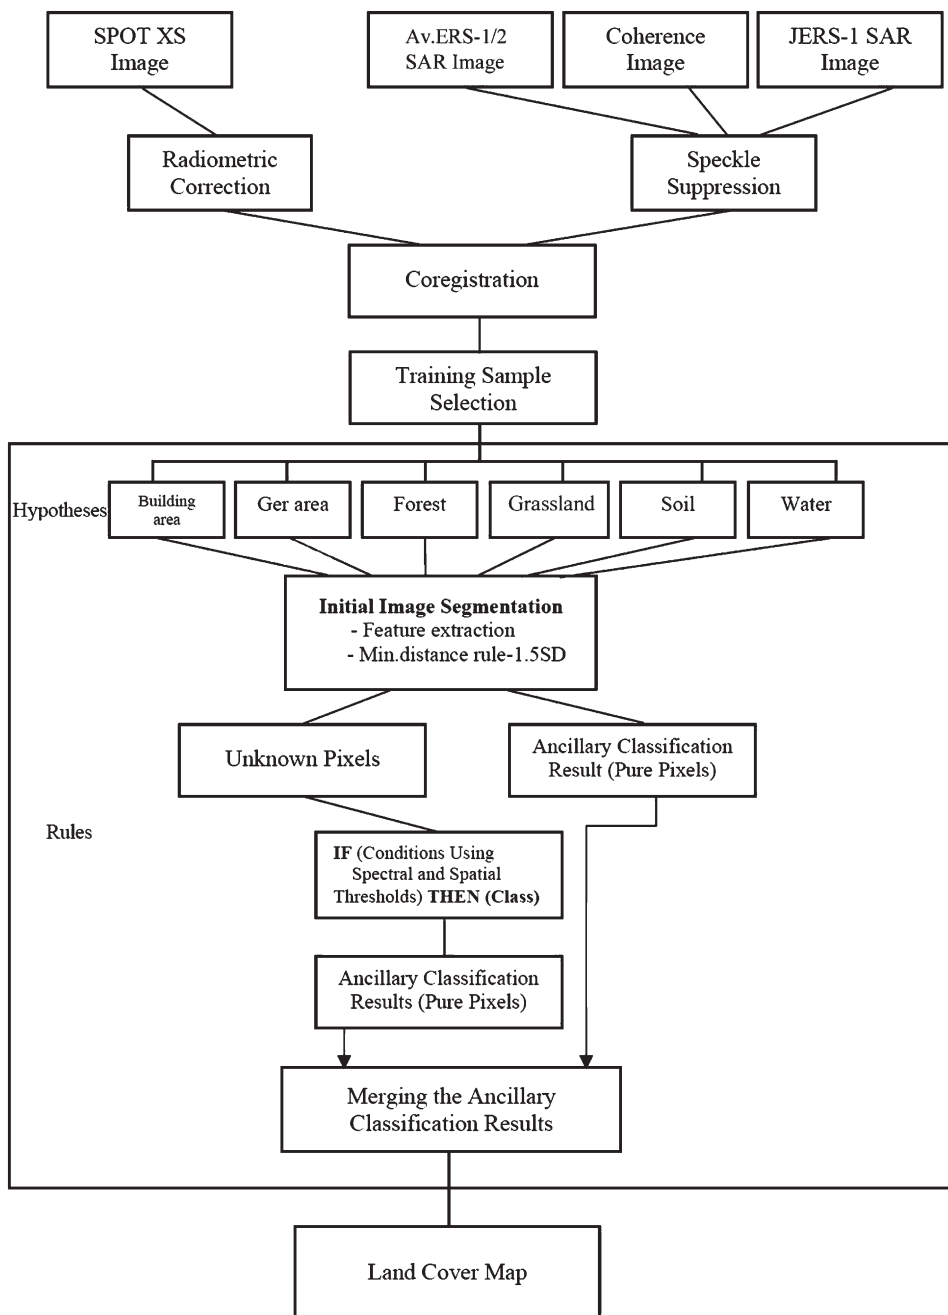 SPOT XS
Image
Av.ERS-1/2
SAR Image
Coherence
Image
JERS-1 SAR
Image
Radiometric
Correction
Speckle
Suppression
Coregistration
Training Sample
Selection
Hypotheses
Building
area
Ger area
Forest
Grassland
Soil
Water
Initial Image Segmentation
- Feature extraction
- Min.distance rule-1.5SD
Unknown Pixels
Ancillary Classification
Result (Pure Pixels)
Rules
IF (Conditions Using
Spectral and Spatial
Thresholds) THEN (Class)
Ancillary Classification
Results (Pure Pixels)
Merging the Ancillary
Classification Results
Land Cover Map